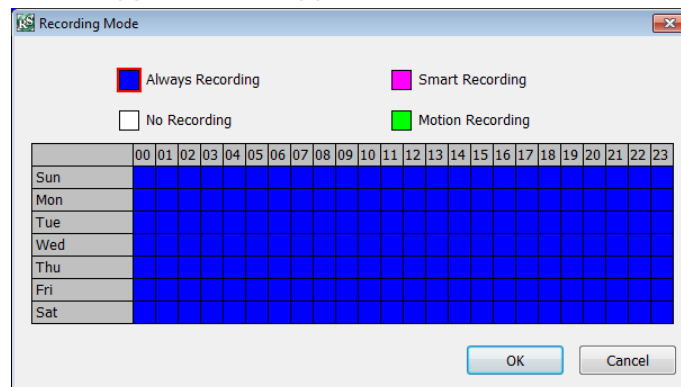 RS Recording Mode
Always Recording Smart Recording
No Recording Motion Recording
00 01 02 03 04 05 06 07 08 09 10 11 12 13 14 15 16 17 18 19 20 21 22 23
Sun
Mon
Tue
Wed
Thu
Fri
Sat
OK Cancel